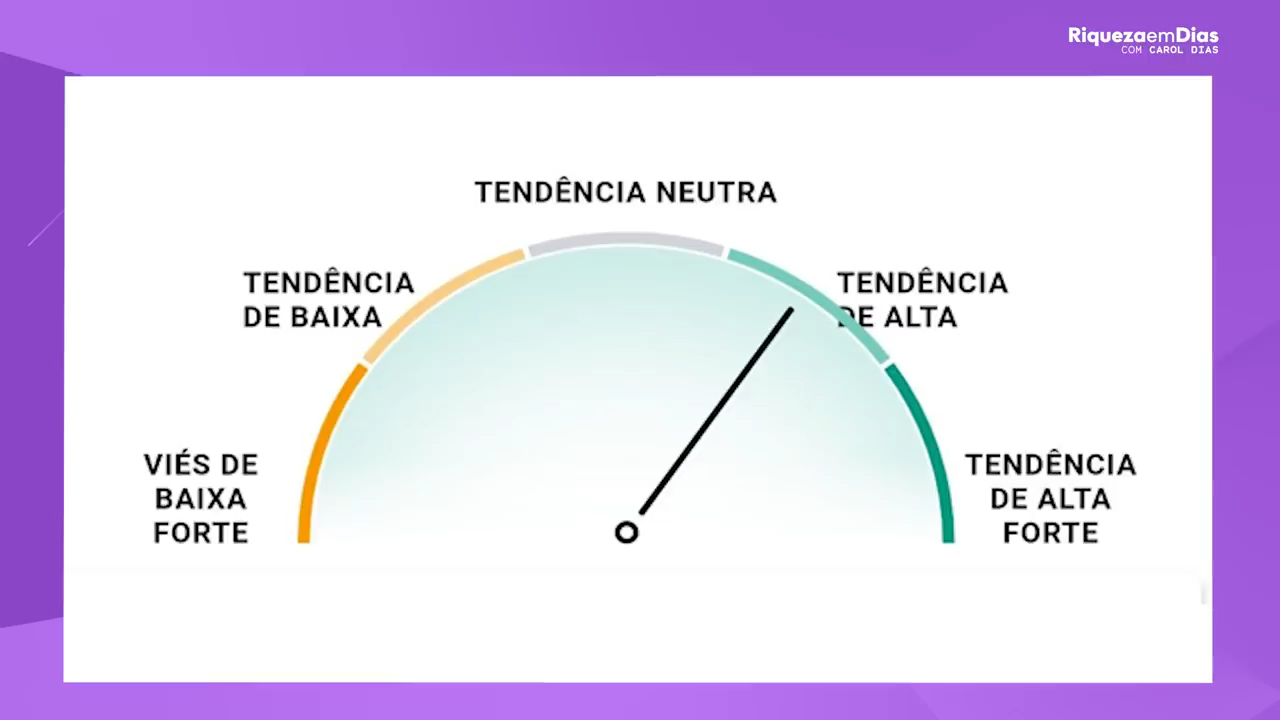 RiquezaemDias
COM CAROL DIAS
TENDÊNCIA NEUTRA
TENDÊNCIA
DE BAIXA
TENDÊNCIA
DE ALTA
VIÉS DE
BAIXA
FORTE
TENDÊNCIA
DE ALTA
FORTE